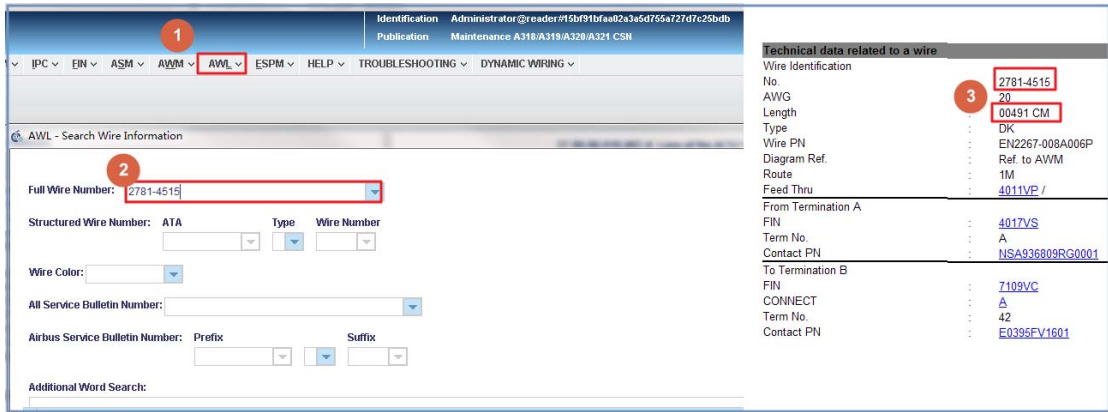 Identification Administrator@reader#15bf91bfaa02a3a5d755a727d7c25bdb
Publication Maintenance A318/A319/A320/A321 CSN
1
IPC FIN ASM AWM AWL ESPM HELP TROUBLESHOOTING DYNAMIC WIRING
AWL - Search Wire Information
2
Full Wire Number: 2781-4515
Structured Wire Number: ATA Type Wire Number
Wire Color:
All Service Bulletin Number:
Airbus Service Bulletin Number: Prefix Suffix
Additional Word Search:
Technical data related to a wire
Wire Identification
No. 2781-4515
3
AWG : 20
Length : 00491 CM
Type : DK
Wire PN : EN2267-008A006P
Diagram Ref. : Ref. to AWM
Route : 1M
Feed Thru : 4011VP /
From Termination A
FIN : 4017VS
Term No. : A
Contact PN : NSA936809RG0001
To Termination B
FIN : 7109VC
CONNECT : A
Term No. : 42
Contact PN : E0395FV1601